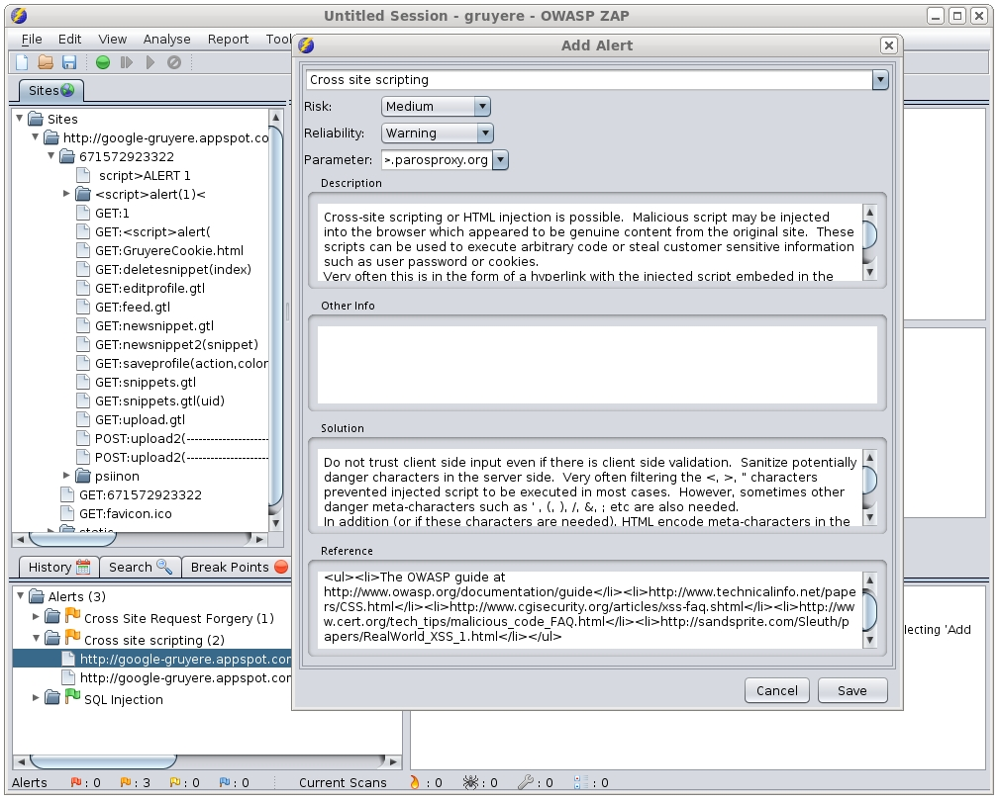 Untitled Session - gruyere - OWASP ZAP
File Edit View Analyse Report Tool
Add Alert
Sites
Cross site scripting
Risk: Medium
Reliability: Warning
Parameter: >.parosproxy.org
Sites
http://google-gruyere.appspot.co
671572923322
script>ALERT 1
<script>alert(1)<
GET:1
GET:<script>alert(
GET:GruyereCookie.html
GET:deletesnippet(index)
GET:editprofile.gtl
GET:feed.gtl
GET:newsnippet.gtl
GET:newsnippet2(snippet)
GET:saveprofile(action,color
GET:snippets.gtl
GET:snippets.gtl(uid)
GET:upload.gtl
POST:upload2(---------------------
POST:upload2(---------------------
psiinon
GET:671572923322
GET:favicon.ico
static
Description
Cross-site scripting or HTML injection is possible.  Malicious script may be injected
into the browser which appeared to be genuine content from the original site.  These
scripts can be used to execute arbitrary code or steal customer sensitive information
such as user password or cookies.
Very often this is in the form of a hyperlink with the injected script embeded in the
Other Info
Solution
Do not trust client side input even if there is client side validation.  Sanitize potentially
danger characters in the server side.  Very often filtering the <, >, " characters
prevented injected script to be executed in most cases.  However, sometimes other
danger meta-characters such as ' , (, ), /, &, ; etc are also needed.
In addition (or if these characters are needed), HTML encode meta-characters in the
Reference
<ul><li>The OWASP guide at
http://www.owasp.org/documentation/guide</li><li>http://www.technicalinfo.net/pape
rs/CSS.html</li><li>http://www.cgisecurity.org/articles/xss-faq.shtml</li><li>http://ww
w.cert.org/tech_tips/malicious_code_FAQ.html</li><li>http://sandsprite.com/Sleuth/p
apers/RealWorld_XSS_1.html</li></ul>
Cancel Save
History Search Break Points
Alerts (3)
Cross Site Request Forgery (1)
Cross site scripting (2)
http://google-gruyere.appspot.con
http://google-gruyere.appspot.con
SQL Injection
lecting 'Add
Alerts : 0 : 3 : 0 : 0 Current Scans : 0 : 0 : 0 : 0